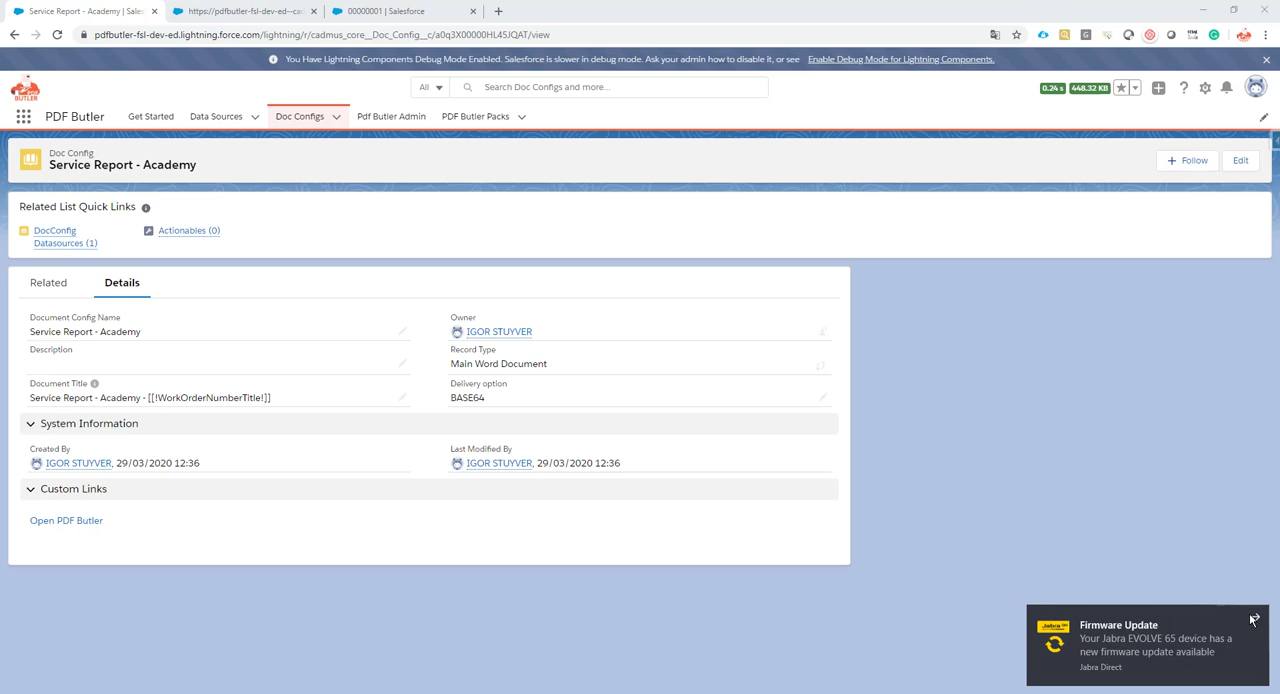 Service Report - Academy | Sales
https://pdfbutler-fsl-dev-ed--cad
00000001 | Salesforce
pdfbutler-fsl-dev-ed.lightning.force.com/lightning/r/cadmus_core__Doc_Config__c/a0q3X00000HL45JQAT/view
You Have Lightning Components Debug Mode Enabled. Salesforce is slower in debug mode. Ask your admin how to disable it, or see Enable Debug Mode for Lightning Components.
BUTLER
All
Search Doc Configs and more...
0.24 s
448.32 KB
PDF Butler
Get Started
Data Sources
Doc Configs
Pdf Butler Admin
PDF Butler Packs
Doc Config
Service Report - Academy
Follow
Edit
Related List Quick Links
DocConfig
Datasources (1)
Actionables (0)
Related
Details
Document Config Name
Service Report - Academy
Owner
IGOR STUYVER
Description
Record Type
Main Word Document
Document Title
Service Report - Academy - [[!WorkOrderNumberTitle!]]
Delivery option
BASE64
System Information
Created By
IGOR STUYVER, 29/03/2020 12:36
Last Modified By
IGOR STUYVER, 29/03/2020 12:36
Custom Links
Open PDF Butler
Firmware Update
Your Jabra EVOLVE 65 device has a
new firmware update available
Jabra Direct